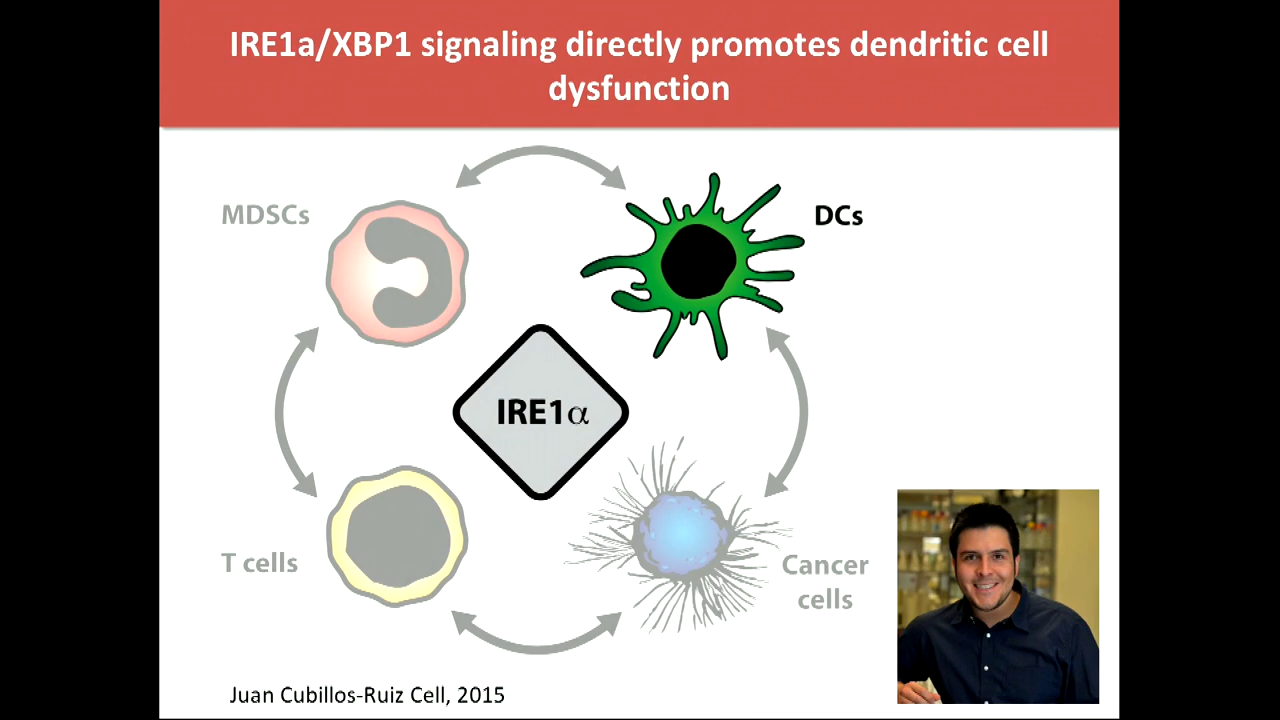 IRE1a/XBP1 signaling directly promotes dendritic cell
dysfunction
MDSCs
DCs
IRE1α
T cells
Cancer
cells
Juan Cubillos-Ruiz Cell, 2015